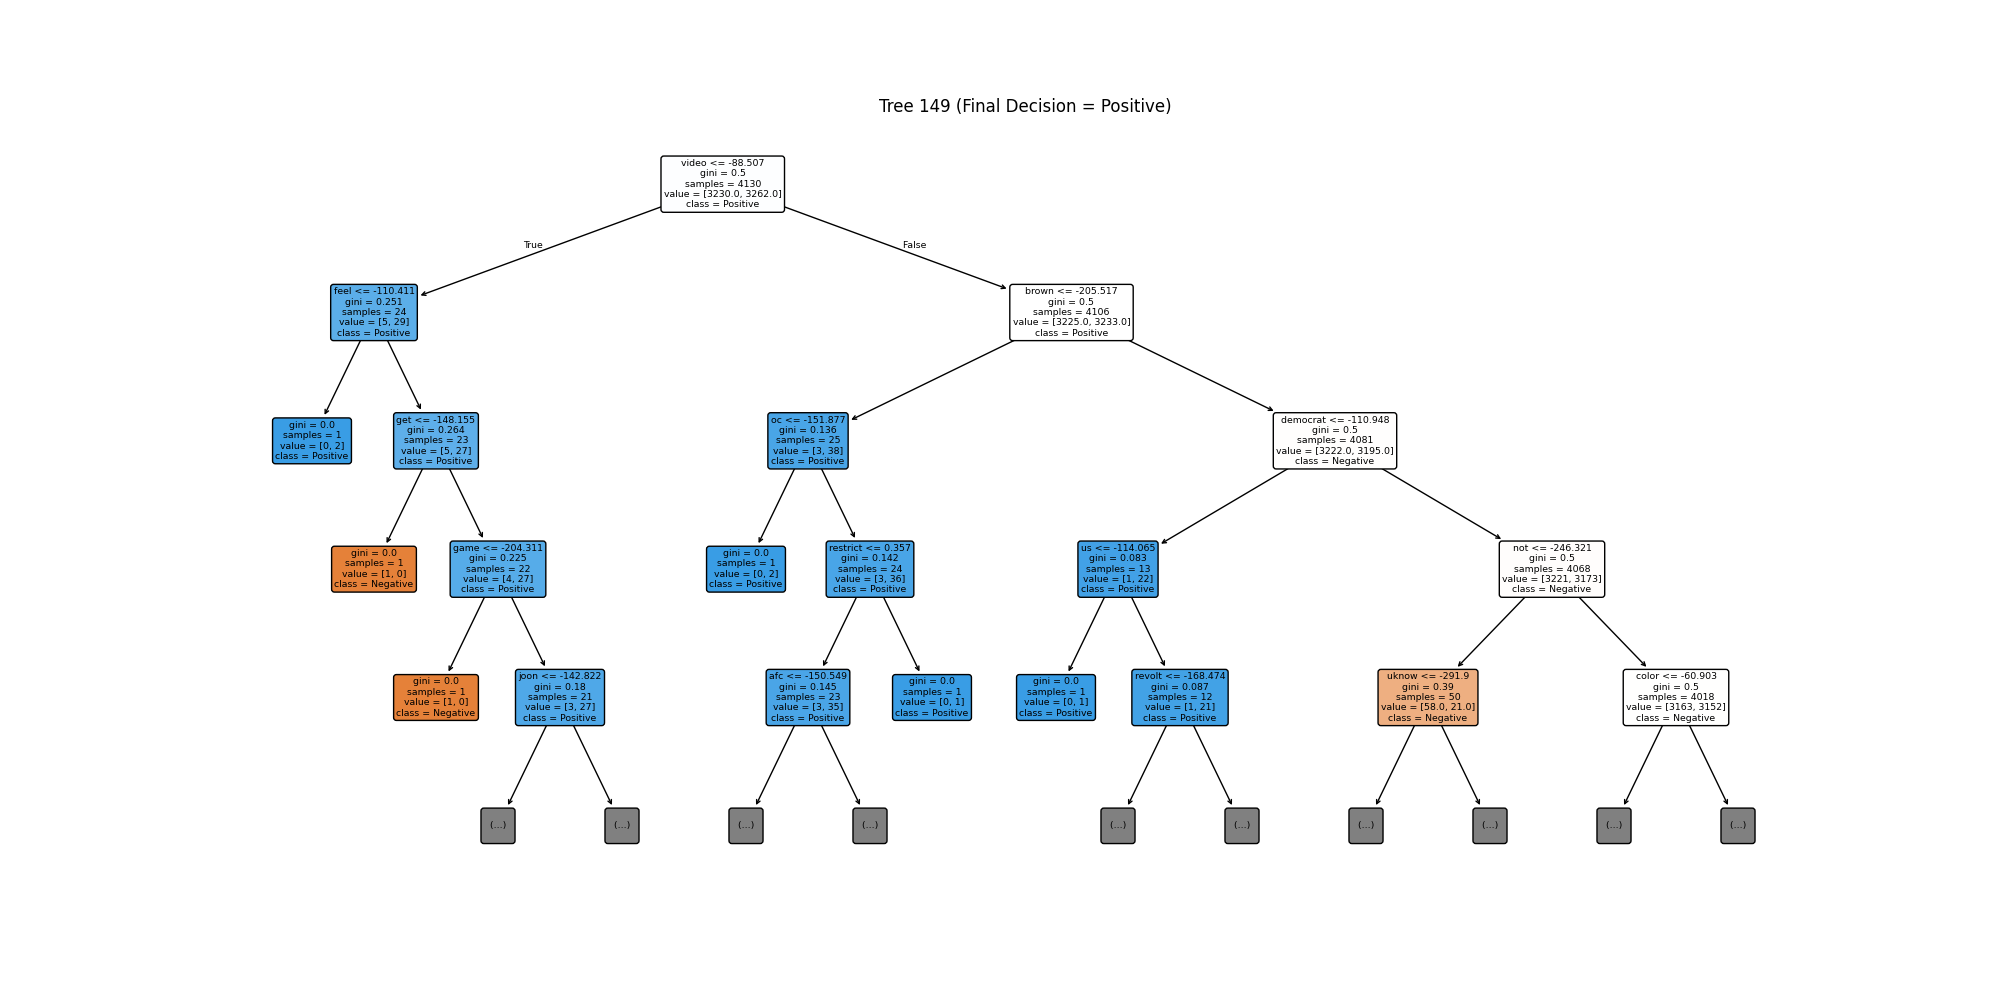 Tree 149 (Final Decision = Positive)
video <= -88.507
gini = 0.5
samples = 4130
value = [3230.0, 3262.0]
class = Positive
True
False
feel <= -110.411
gini = 0.251
samples = 24
value = [5, 29]
class = Positive
brown <= -205.517
gini = 0.5
samples = 4106
value = [3225.0, 3233.0]
class = Positive
gini = 0.0
samples = 1
value = [0, 2]
class = Positive
get <= -148.155
gini = 0.264
samples = 23
value = [5, 27]
class = Positive
oc <= -151.877
gini = 0.136
samples = 25
value = [3, 38]
class = Positive
democrat <= -110.948
gini = 0.5
samples = 4081
value = [3222.0, 3195.0]
class = Negative
gini = 0.0
samples = 1
value = [1, 0]
class = Negative
game <= -204.311
gini = 0.225
samples = 22
value = [4, 27]
class = Positive
gini = 0.0
samples = 1
value = [0, 2]
class = Positive
restrict <= 0.357
gini = 0.142
samples = 24
value = [3, 36]
class = Positive
us <= -114.065
gini = 0.083
samples = 13
value = [1, 22]
class = Positive
not <= -246.321
gini = 0.5
samples = 4068
value = [3221, 3173]
class = Negative
gini = 0.0
samples = 1
value = [1, 0]
class = Negative
joon <= -142.822
gini = 0.18
samples = 21
value = [3, 27]
class = Positive
afc <= -150.549
gini = 0.145
samples = 23
value = [3, 35]
class = Positive
gini = 0.0
samples = 1
value = [0, 1]
class = Positive
gini = 0.0
samples = 1
value = [0, 1]
class = Positive
revolt <= -168.474
gini = 0.087
samples = 12
value = [1, 21]
class = Positive
uknow <= -291.9
gini = 0.39
samples = 50
value = [58.0, 21.0]
class = Negative
color <= -60.903
gini = 0.5
samples = 4018
value = [3163, 3152]
class = Negative
(...)
(...)
(...)
(...)
(...)
(...)
(...)
(...)
(...)
(...)